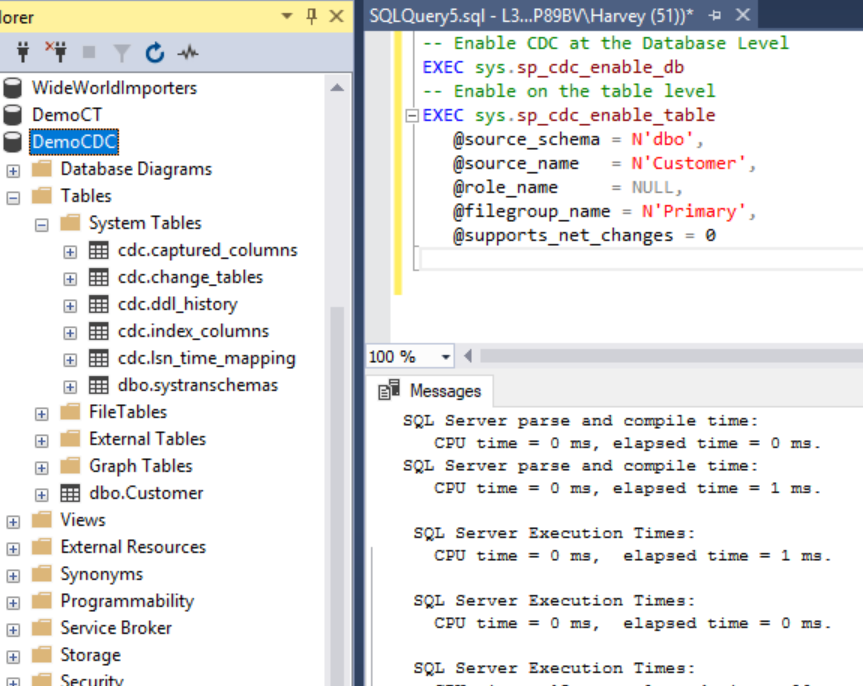 lorer
WideWorldImporters
DemoCT
DemoCDC
Database Diagrams
Tables
System Tables
cdc.captured_columns
cdc.change_tables
cdc.ddl_history
cdc.index_columns
cdc.lsn_time_mapping
dbo.systranschemas
FileTables
External Tables
Graph Tables
dbo.Customer
Views
External Resources
Synonyms
Programmability
Service Broker
Storage
Security
SQLQuery5.sql - L3...P89BV\Harvey (51))*
-- Enable CDC at the Database Level
EXEC sys.sp_cdc_enable_db
-- Enable on the table level
EXEC sys.sp_cdc_enable_table
@source_schema = N'dbo',
@source_name   = N'Customer',
@role_name     = NULL,
@filegroup_name = N'Primary',
@supports_net_changes = 0
100 %
Messages
SQL Server parse and compile time:
CPU time = 0 ms, elapsed time = 0 ms.
SQL Server parse and compile time:
CPU time = 0 ms, elapsed time = 1 ms.
SQL Server Execution Times:
CPU time = 0 ms,  elapsed time = 1 ms.
SQL Server Execution Times:
CPU time = 0 ms,  elapsed time = 0 ms.
SQL Server Execution Times: